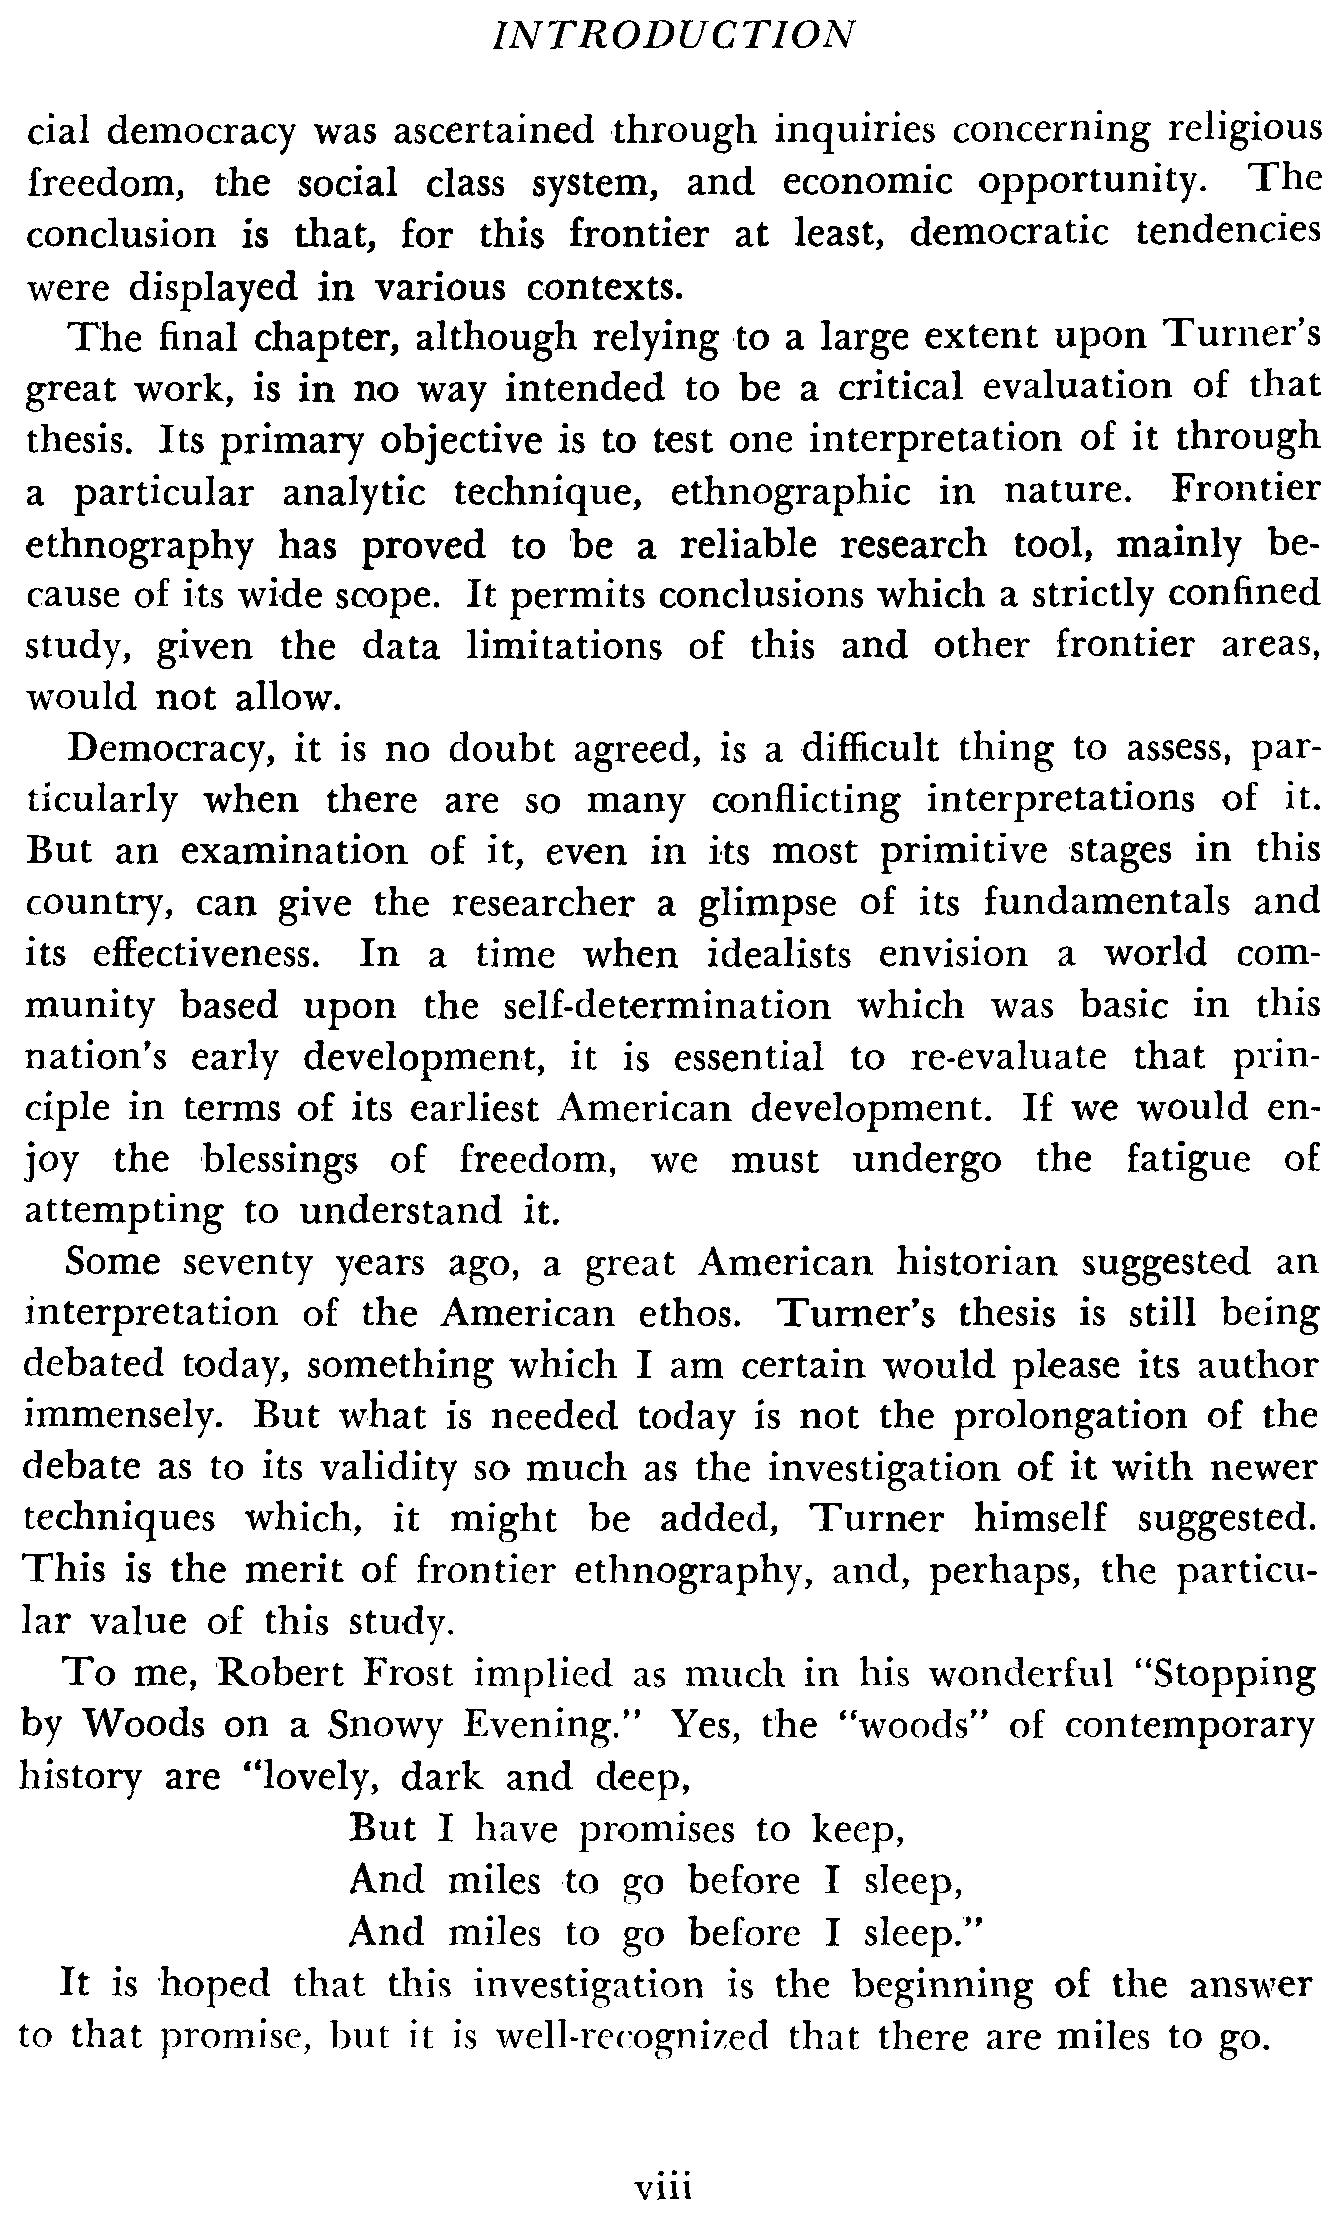 INTRODUCTION
cial democracy was ascertained through inquiries concerning religious
freedom, the social class system, and economic opportunity. The
conclusion is that, for this frontier at least, democratic tendencies
were displayed in various contexts.
The final chapter, although relying to a large extent upon Turner's
great work, is in no way intended to be a critical evaluation of that
thesis. Its primary objective is to test one interpretation of it through
a particular analytic technique, ethnographic in nature. Frontier
ethnography has proved to be a reliable research tool, mainly be-
cause of its wide scope. It permits conclusions which a strictly confined
study, given the data limitations of this and other frontier areas,
would not allow.
Democracy, it is no doubt agreed, is a difficult thing to assess, par-
ticularly when there are so many conflicting interpretations of it.
But an examination of it, even in its most primitive stages in this
country, can give the researcher a glimpse of its fundamentals and
its effectiveness. In a time when idealists envision a world com-
munity based upon the self-determination which was basic in this
nation's early development, it is essential to re-evaluate that prin-
ciple in terms of its earliest American development. If we would en-
joy the blessings of freedom, we must undergo the fatigue of
attempting to understand it.
Some seventy years ago, a great American historian suggested an
interpretation of the American ethos. Turner's thesis is still being
debated today, something which I am certain would please its author
immensely. But what is needed today is not the prolongation of the
debate as to its validity so much as the investigation of it with newer
techniques which, it might be added, Turner himself suggested.
This is the merit of frontier ethnography, and, perhaps, the particu-
lar value of this study.
To me, Robert Frost implied as much in his wonderful "Stopping
by Woods on a Snowy Evening." Yes, the "woods" of contemporary
history are "lovely, dark and deep,
But I have promises to keep,
And miles to go before I sleep,
And miles to go before I sleep."
It is hoped that this investigation is the beginning of the answer
to that promise, but it is well-recognized that there are miles to go.
viii